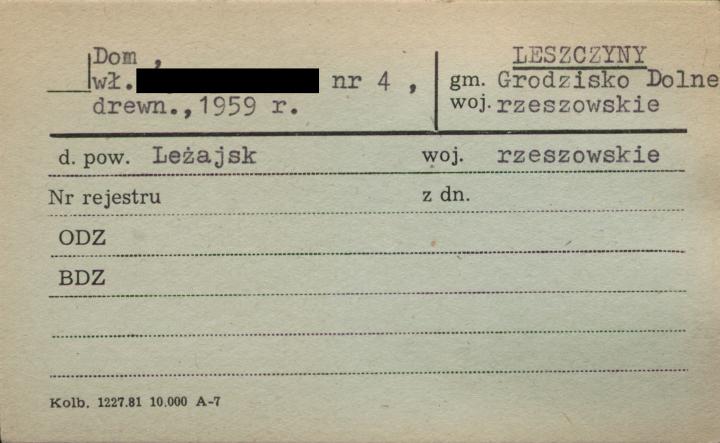 Dom ,
wł. nr 4 ,
drewn., 1959 r.
LESZCZYNY
gm. Grodzisko Dolne
woj. rzeszowskie
d. pow. Leżajsk woj. rzeszowskie
Nr rejestru z dn.
ODZ
BDZ
Kolb. 1227.81 10.000 A-7